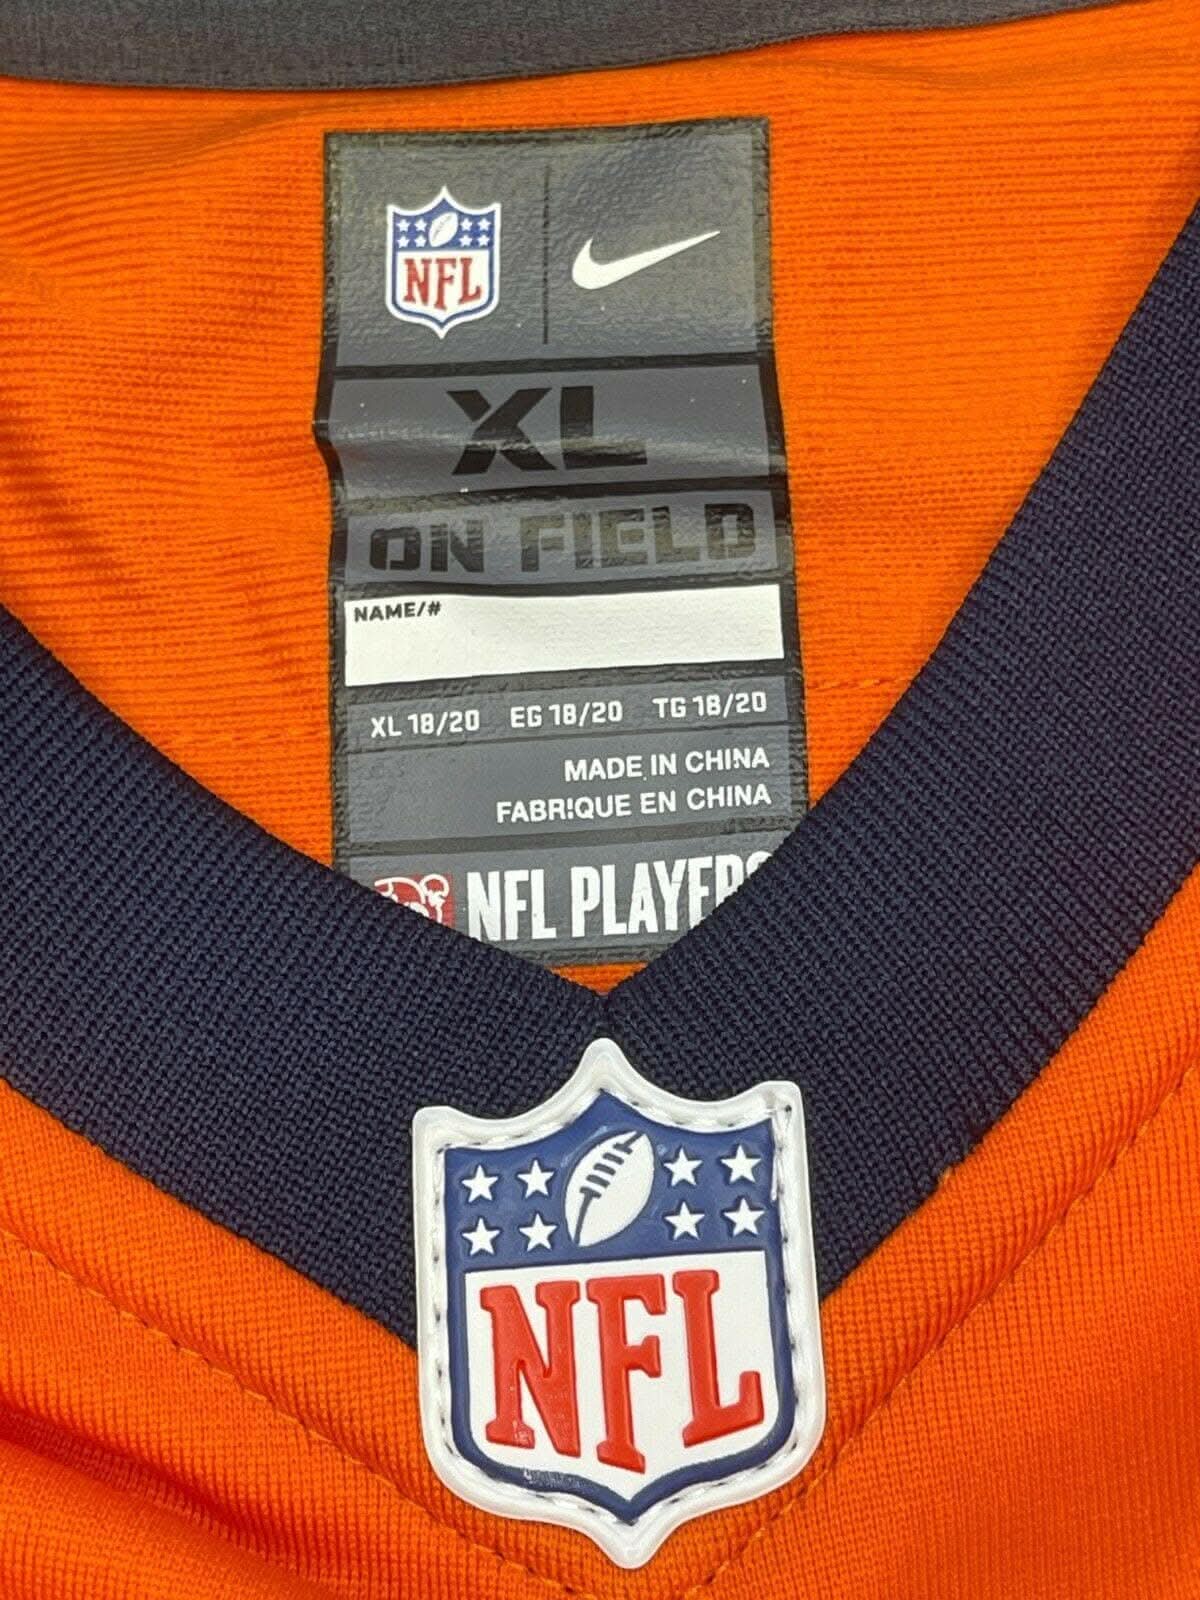 NFL
XL
ON FIELD
NAME/#
XL 18/20 EG 18/20 TG 18/20
MADE IN CHINA
FABRIQUE EN CHINA
NFL PLAYERS
NFL